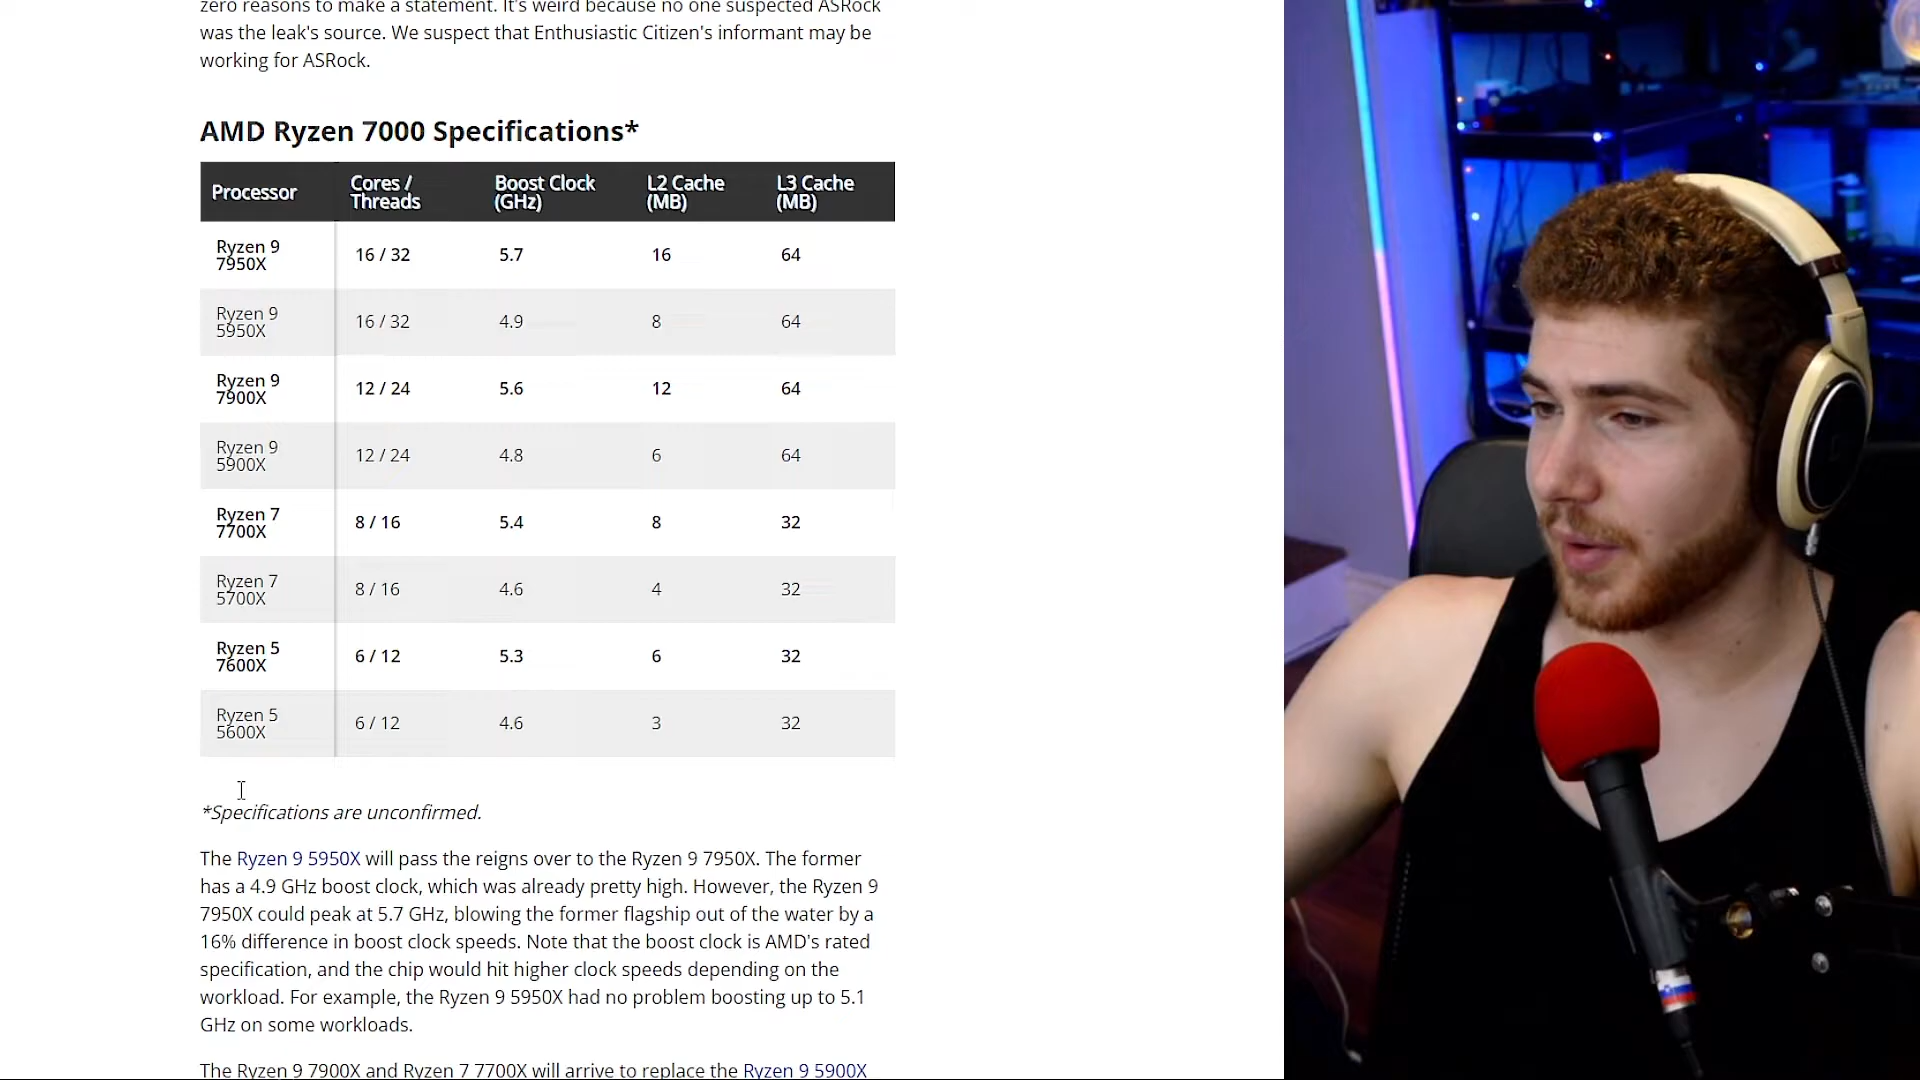 zero reasons to make a statement. It's weird because no one suspected ASRock
was the leak's source. We suspect that Enthusiastic Citizen's informant may be
working for ASRock.
AMD Ryzen 7000 Specifications*
Processor Cores / Threads Boost Clock (GHz) L2 Cache (MB) L3 Cache (MB)
Ryzen 9 7950X 16 / 32 5.7 16 64
Ryzen 9 5950X 16 / 32 4.9 8 64
Ryzen 9 7900X 12 / 24 5.6 12 64
Ryzen 9 5900X 12 / 24 4.8 6 64
Ryzen 7 7700X 8 / 16 5.4 8 32
Ryzen 7 5700X 8 / 16 4.6 4 32
Ryzen 5 7600X 6 / 12 5.3 6 32
Ryzen 5 5600X 6 / 12 4.6 3 32
*Specifications are unconfirmed.
The Ryzen 9 5950X will pass the reigns over to the Ryzen 9 7950X. The former
has a 4.9 GHz boost clock, which was already pretty high. However, the Ryzen 9
7950X could peak at 5.7 GHz, blowing the former flagship out of the water by a
16% difference in boost clock speeds. Note that the boost clock is AMD's rated
specification, and the chip would hit higher clock speeds depending on the
workload. For example, the Ryzen 9 5950X had no problem boosting up to 5.1
GHz on some workloads.
The Ryzen 9 7900X and Ryzen 7 7700X will arrive to replace the Ryzen 9 5900X